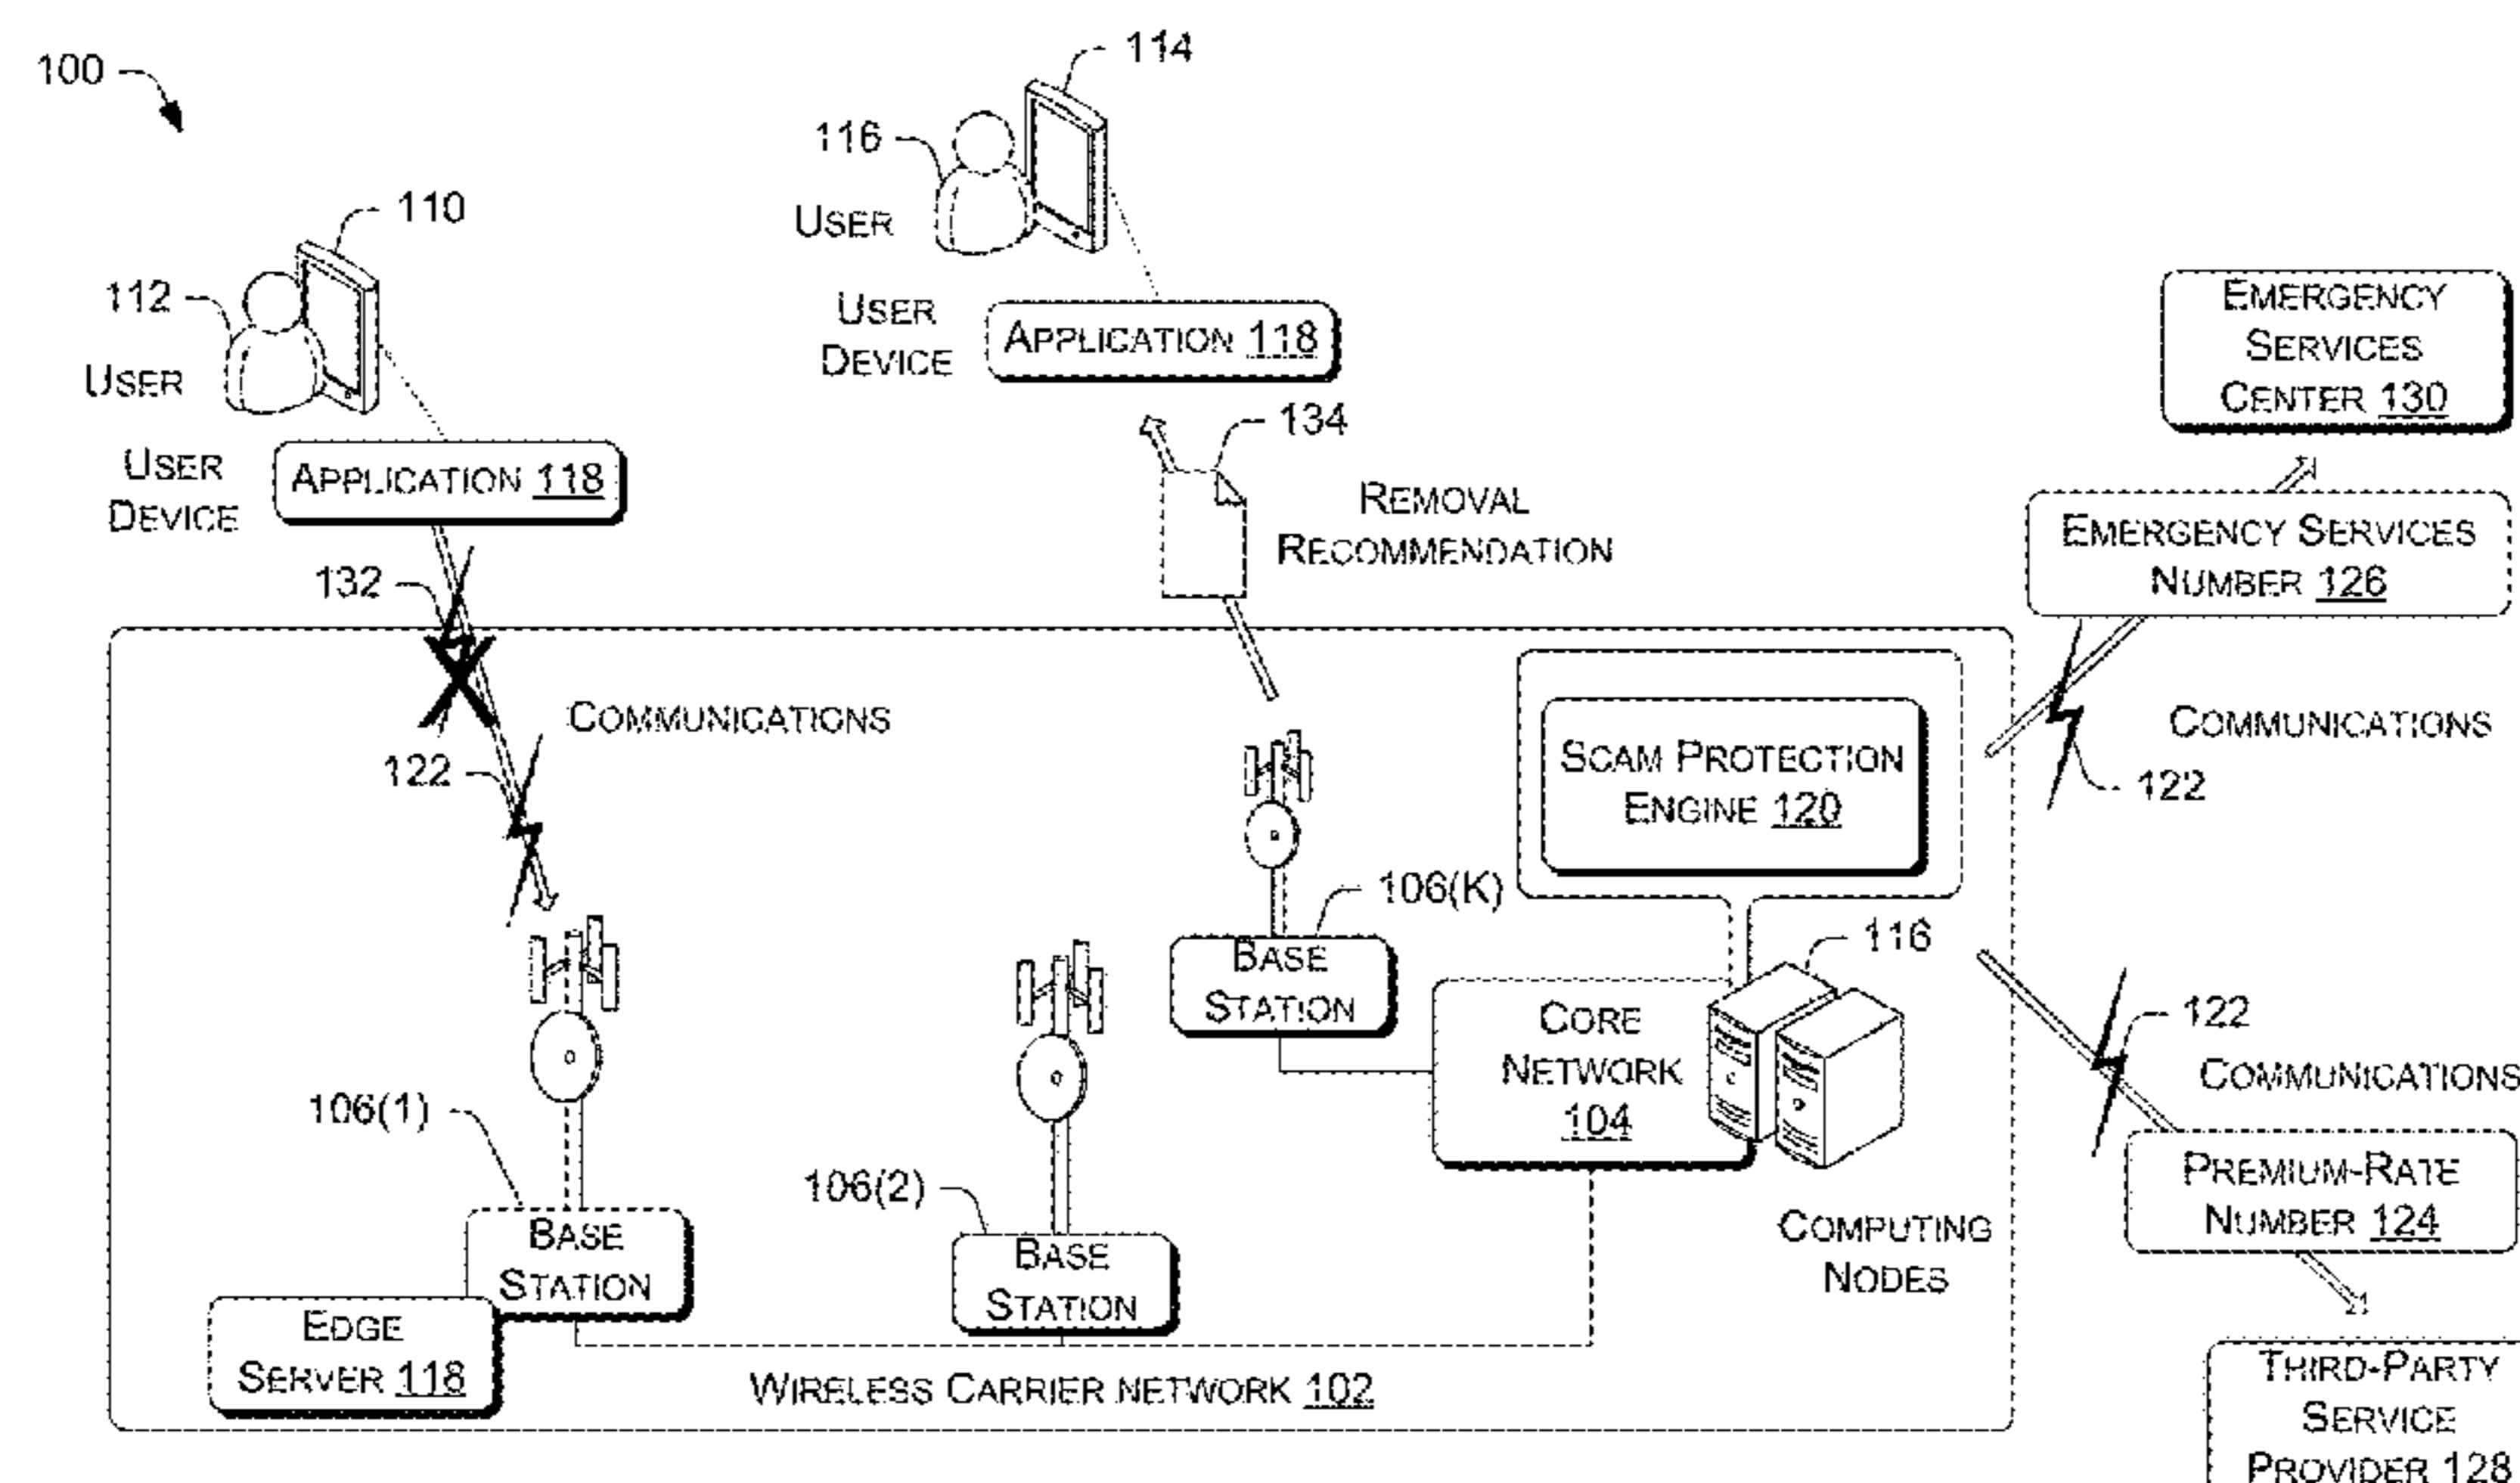 100
114
116
USER
110
112
USER
USER
DEVICE
APPLICATION 118
USER
DEVICE
APPLICATION 118
134
REMOVAL
RECOMMENDATION
EMERGENCY
SERVICES
CENTER 130
EMERGENCY SERVICES
NUMBER 126
132
COMMUNICATIONS
122
SCAM PROTECTION
ENGINE 120
COMMUNICATIONS
122
106(K)
BASE
STATION
116
CORE
NETWORK
104
122
COMMUNICATIONS
106(1)
106(2)
PREMIUM-RATE
NUMBER 124
BASE
STATION
BASE
STATION
COMPUTING
NODES
EDGE
SERVER 118
WIRELESS CARRIER NETWORK 102
THIRD-PARTY
SERVICE
PROVIDER 128